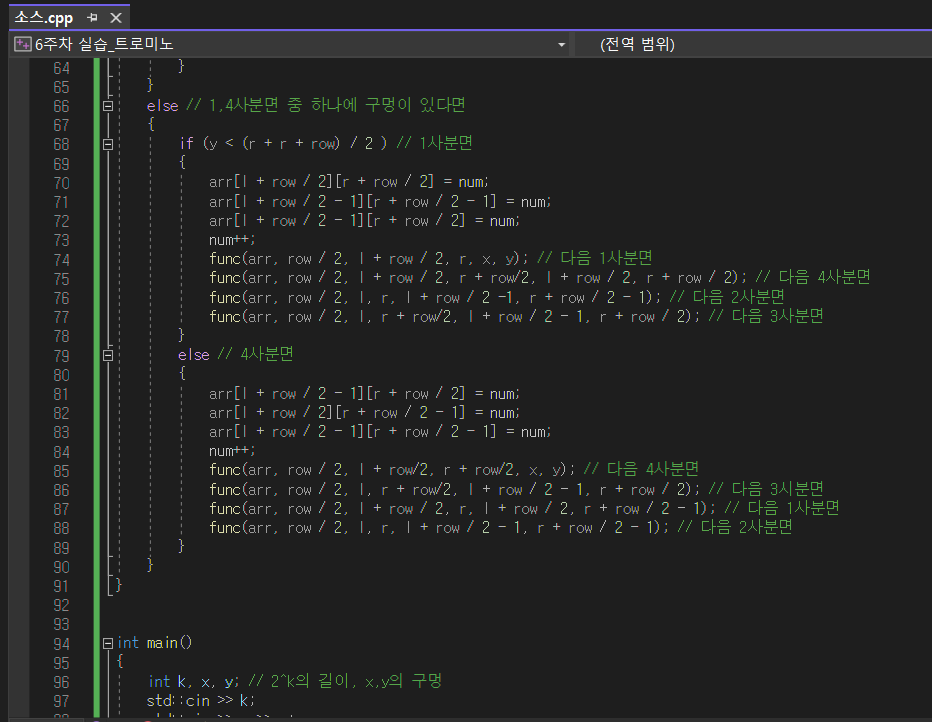 소스.cpp
6주차 실습_트로미노 (전역 범위)
64 }
65 }
66 else // 1,4사분면 중 하나에 구멍이 있다면
67 {
68 if (y < (r + r + row) / 2 ) // 1사분면
69 {
70 arr[l + row / 2][r + row / 2] = num;
71 arr[l + row / 2 - 1][r + row / 2 - 1] = num;
72 arr[l + row / 2 - 1][r + row / 2] = num;
73 num++;
74 func(arr, row / 2, l + row / 2, r, x, y); // 다음 1사분면
75 func(arr, row / 2, l + row / 2, r + row/2, l + row / 2, r + row / 2); // 다음 4사분면
76 func(arr, row / 2, l, r, l + row / 2 -1, r + row / 2 - 1); // 다음 2사분면
77 func(arr, row / 2, l, r + row/2, l + row / 2 - 1, r + row / 2); // 다음 3사분면
78 }
79 else // 4사분면
80 {
81 arr[l + row / 2 - 1][r + row / 2] = num;
82 arr[l + row / 2][r + row / 2 - 1] = num;
83 arr[l + row / 2 - 1][r + row / 2 - 1] = num;
84 num++;
85 func(arr, row / 2, l + row/2, r + row/2, x, y); // 다음 4사분면
86 func(arr, row / 2, l, r + row/2, l + row / 2 - 1, r + row / 2); // 다음 3시분면
87 func(arr, row / 2, l + row / 2, r, l + row / 2, r + row / 2 - 1); // 다음 1사분면
88 func(arr, row / 2, l, r, l + row / 2 - 1, r + row / 2 - 1); // 다음 2사분면
89 }
90 }
91 }
92
93
94 int main()
95 {
96 int k, x, y; // 2^k의 길이, x,y의 구멍
97 std::cin >> k;